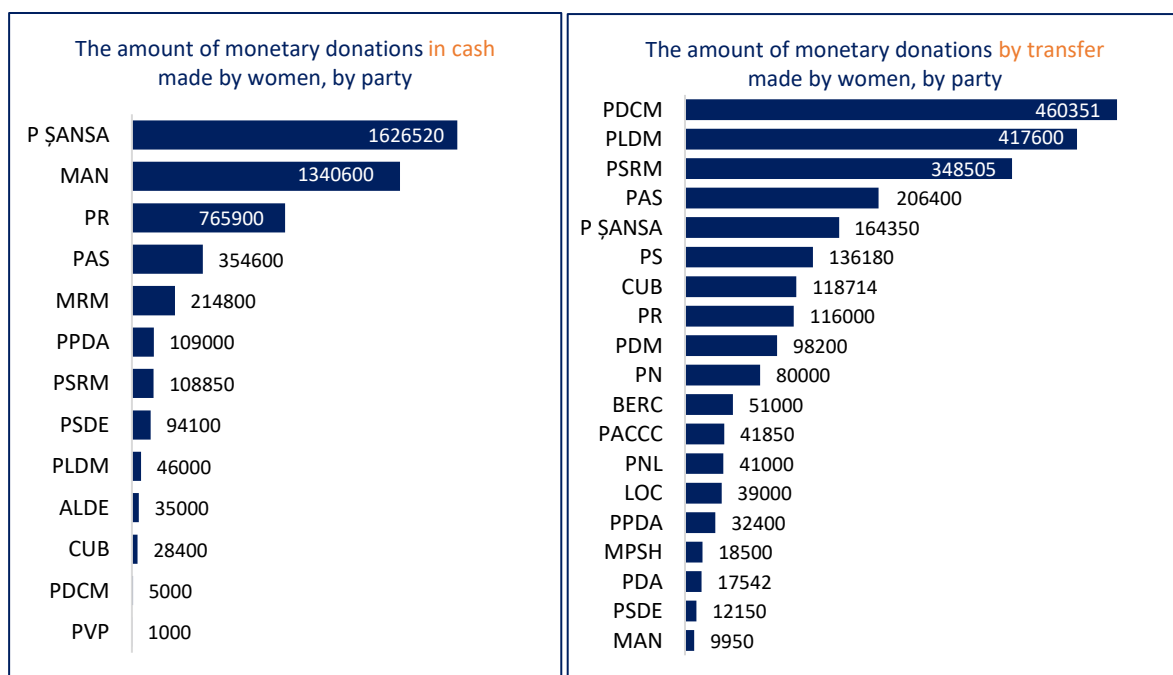 The amount of monetary donations in cash
made by women, by party
P ȘANSA 1626520
MAN 1340600
PR 765900
PAS 354600
MRM 214800
PPDA 109000
PSRM 108850
PSDE 94100
PLDM 46000
ALDE 35000
CUB 28400
PDCM 5000
PVP 1000
The amount of monetary donations by transfer
made by women, by party
PDCM 460351
PLDM 417600
PSRM 348505
PAS 206400
P ȘANSA 164350
PS 136180
CUB 118714
PR 116000
PDM 98200
PN 80000
BERC 51000
PACCC 41850
PNL 41000
LOC 39000
PPDA 32400
MPSH 18500
PDA 17542
PSDE 12150
MAN 9950